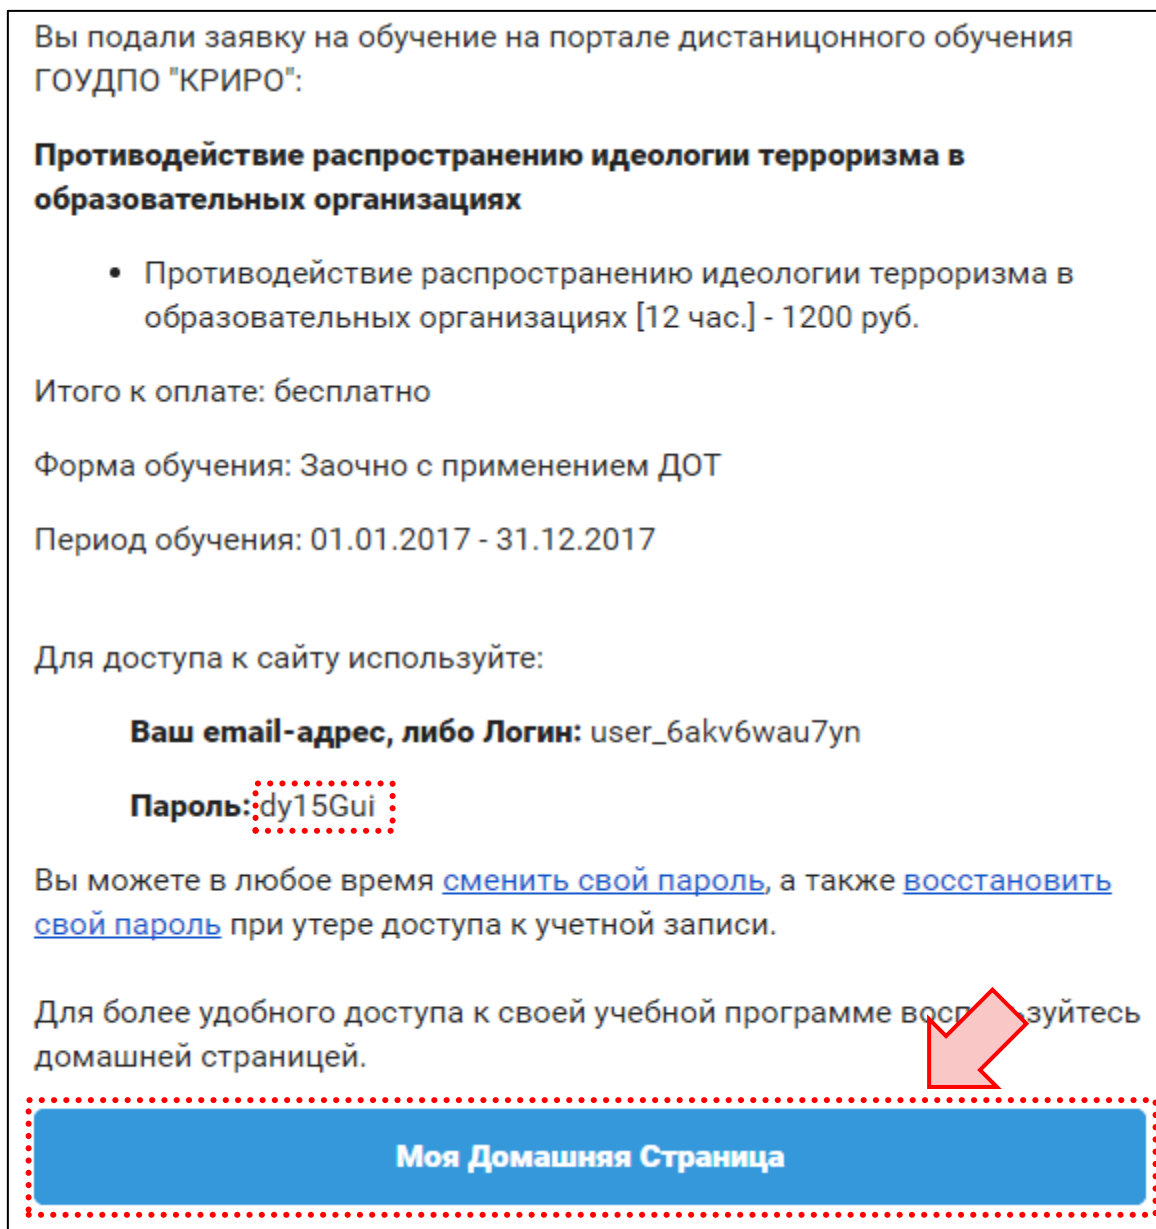 Вы подали заявку на обучение на портале дистаницонного обучения
ГОУДПО "КРИРО":
Противодействие распространению идеологии терроризма в
образовательных организациях
• Противодействие распространению идеологии терроризма в
образовательных организациях [12 час.] - 1200 руб.
Итого к оплате: бесплатно
Форма обучения: Заочно с применением ДОТ
Период обучения: 01.01.2017 - 31.12.2017
Для доступа к сайту используйте:
Ваш email-адрес, либо Логин: user_6akv6wau7yn
Пароль: dy15Gui
Вы можете в любое время сменить свой пароль, а также восстановить
свой пароль при утере доступа к учетной записи.
Для более удобного доступа к своей учебной программе
домашней страницей.
Моя Домашняя Страница